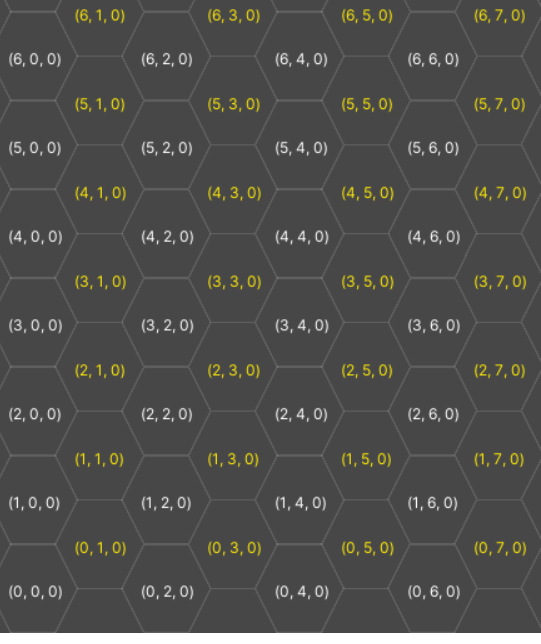 (6, 1, 0) (6, 3, 0) (6, 5, 0) (6, 7, 0)
(6, 0, 0) (6, 2, 0) (6, 4, 0) (6, 6, 0)
(5, 1, 0) (5, 3, 0) (5, 5, 0) (5, 7, 0)
(5, 0, 0) (5, 2, 0) (5, 4, 0) (5, 6, 0)
(4, 1, 0) (4, 3, 0) (4, 5, 0) (4, 7, 0)
(4, 0, 0) (4, 2, 0) (4, 4, 0) (4, 6, 0)
(3, 1, 0) (3, 3, 0) (3, 5, 0) (3, 7, 0)
(3, 0, 0) (3, 2, 0) (3, 4, 0) (3, 6, 0)
(2, 1, 0) (2, 3, 0) (2, 5, 0) (2, 7, 0)
(2, 0, 0) (2, 2, 0) (2, 4, 0) (2, 6, 0)
(1, 1, 0) (1, 3, 0) (1, 5, 0) (1, 7, 0)
(1, 0, 0) (1, 2, 0) (1, 4, 0) (1, 6, 0)
(0, 1, 0) (0, 3, 0) (0, 5, 0) (0, 7, 0)
(0, 0, 0) (0, 2, 0) (0, 4, 0) (0, 6, 0)